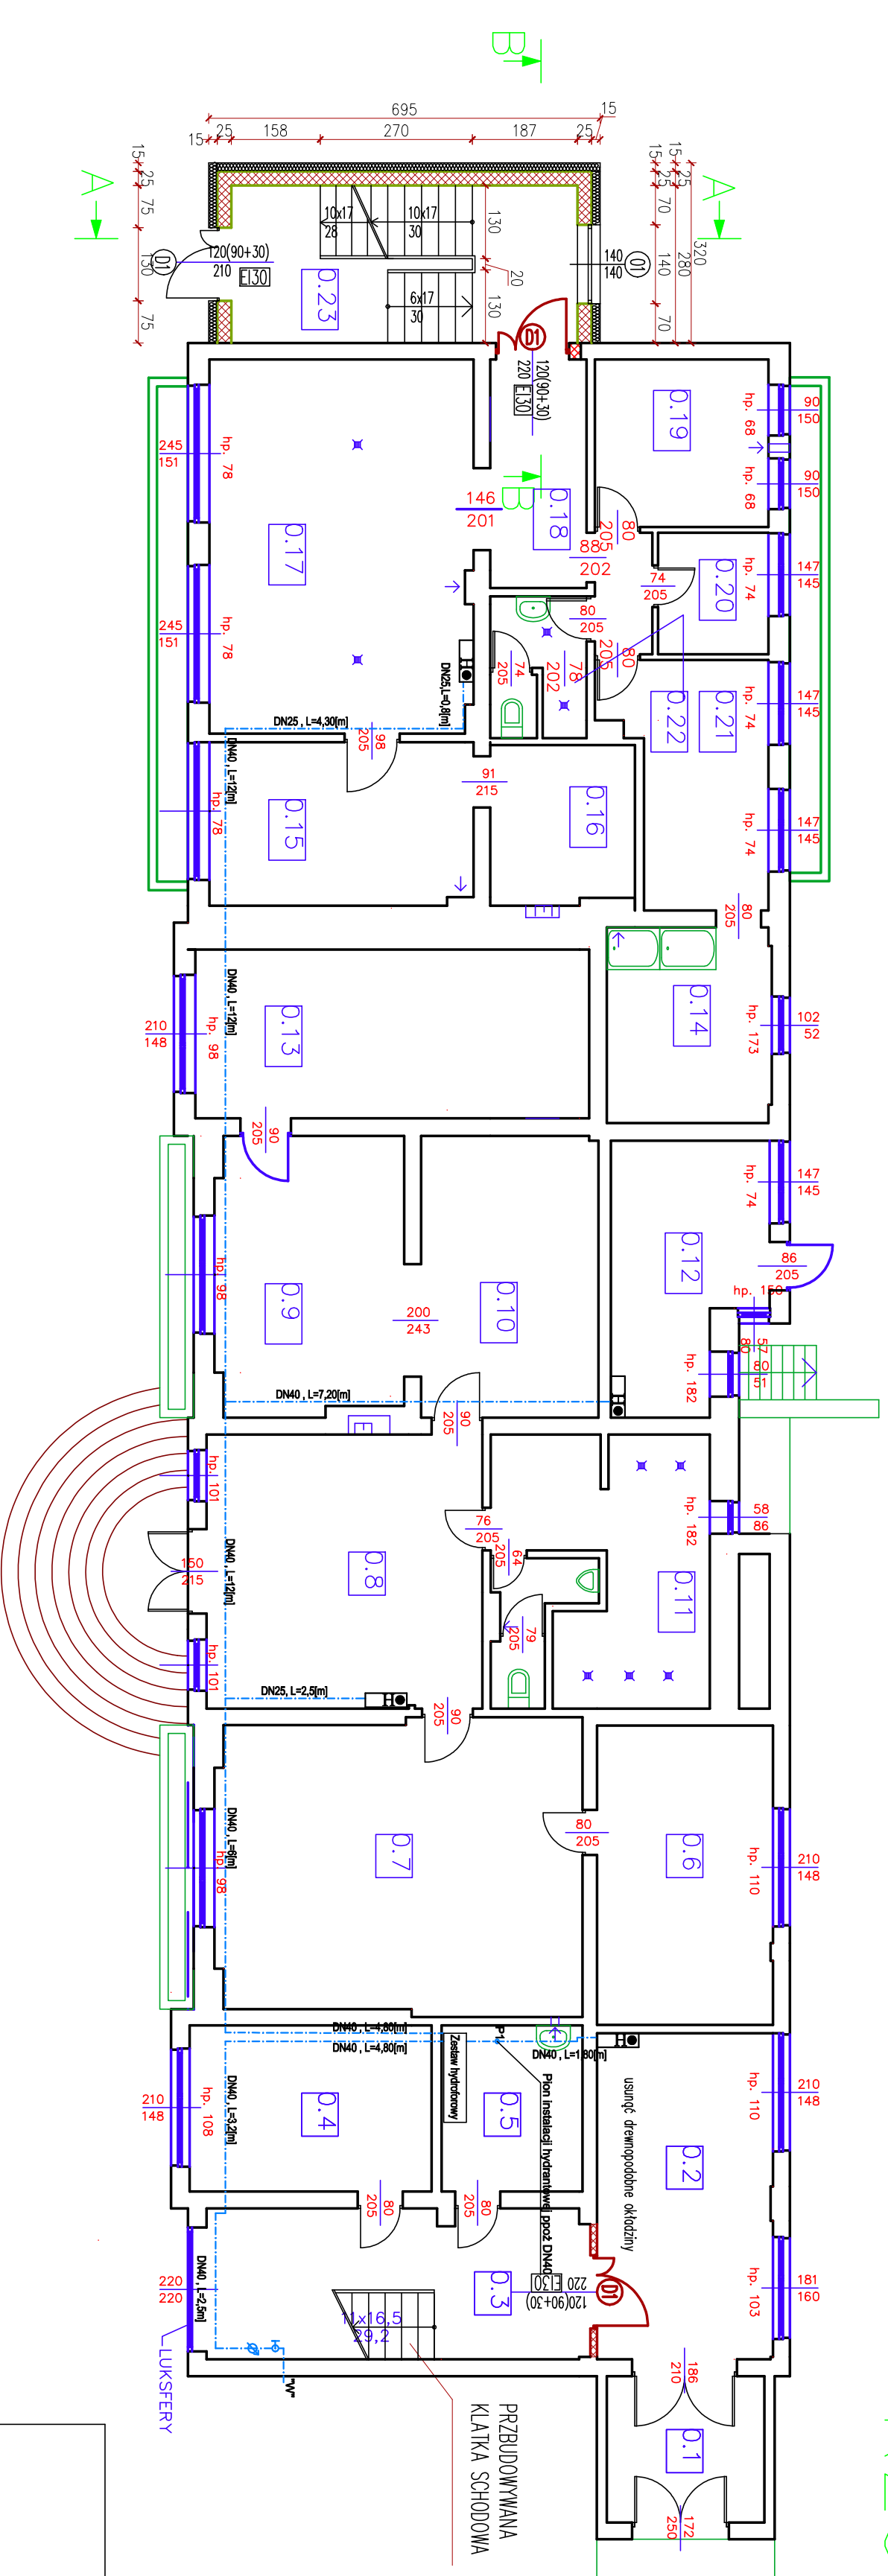 B
695
15
15
25
158
270
187
25
15
25
75
130
75
15
25
70
140
70
280
320
A
A
10x17
28
10x17
30
6x17
30
130
20
130
140
140
O1
D1
120(90+30)
210
EI30
0.23
D1
120(90+30)
220
EI30
B
0.19
hp. 68
90
150
hp. 68
90
150
245
151
hp. 78
146
201
0.18
80
205
88
202
0.17
74
205
0.20
hp. 74
147
145
245
151
hp. 78
80
205
80
205
78
202
74
205
0.22
0.21
hp. 74
147
145
DN25,L=0,8[m]
DN25 , L=4,30[m]
98
205
DN40 , L=12[m]
91
215
hp. 78
0.15
0.16
hp. 74
147
145
80
205
DN40 , L=12[m]
210
148
hp. 98
0.13
0.14
hp. 173
102
52
90
205
hp. 74
147
145
0.12
86
205
hp. 150
hp. 98
0.9
0.10
200
243
57
80
80
51
hp. 182
DN40 , L=7,20[m]
H
90
205
hp. 101
76
205
64
205
hp. 182
58
86
DN40 , L=12[m]
150
215
0.8
0.11
79
205
hp. 101
DN25, L=2,5[m]
H
90
205
DN40 , L=6[m]
hp. 98
0.7
80
205
0.6
hp. 110
210
148
DN40 , L=4,80[m]
DN40 , L=4,80[m]
P1
DN40 , L=1,80[m]
H
Zestaw hydroforowy
Pion instalacji hydrantowej ppoż DN40
usunąć drewnopodobne okładziny
DN40 , L=3,2[m]
210
148
hp. 108
0.4
0.5
0.2
hp. 110
210
148
80
205
80
205
DN40 , L=2,5m]
220
220
LUKSFERY
11x16,5
29,2
0.3
120(90+30)
220
EI30
D1
hp. 103
181
160
"W"
186
210
0.1
172
250
PRZBUDOWYWANA
KLATKA SCHODOWA